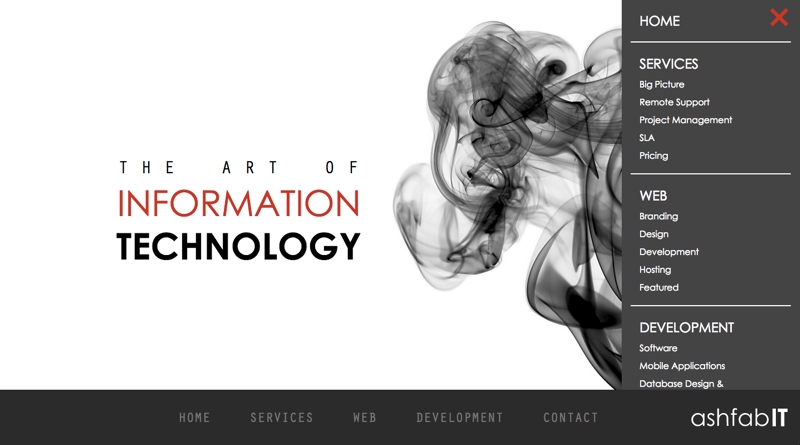 THE ART OF
INFORMATION
TECHNOLOGY
HOME
SERVICES
Big Picture
Remote Support
Project Management
SLA
Pricing
WEB
Branding
Design
Development
Hosting
Featured
DEVELOPMENT
Software
Mobile Applications
Database Design &
HOME SERVICES WEB DEVELOPMENT CONTACT
ashfabIT